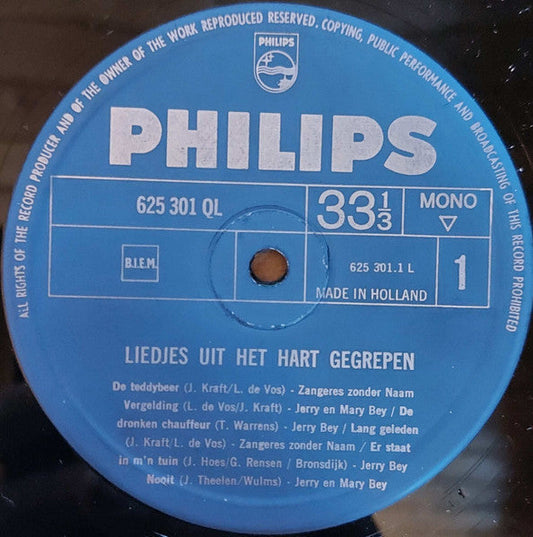 ALL RIGHTS OF THE RECORD PRODUCER AND OF THE OWNER OF THE WORK REPRODUCED RESERVED. COPYING, PUBLIC PERFORMANCE AND BROADCASTING OF THIS RECORD PROHIBITED
PHILIPS
PHILIPS
625 301 QL
33 1/3
MONO
▽
B.I.E.M.
625 301.1 L
1
MADE IN HOLLAND
LIEDJES UIT HET HART GEGREPEN
De teddybeer (J. Kraft/L. de Vos) - Zangeres zonder Naam
Vergelding (L. de Vos/J. Kraft) - Jerry en Mary Bey / De
dronken chauffeur (T. Warrens) - Jerry Bey / Lang geleden
(J. Kraft/L. de Vos) - Zangeres zonder Naam / Er staat
in m'n tuin (J. Hoes/G. Rensen / Bronsdijk) - Jerry Bey
Nooit (J. Theelen/Wulms) - Jerry en Mary Bey